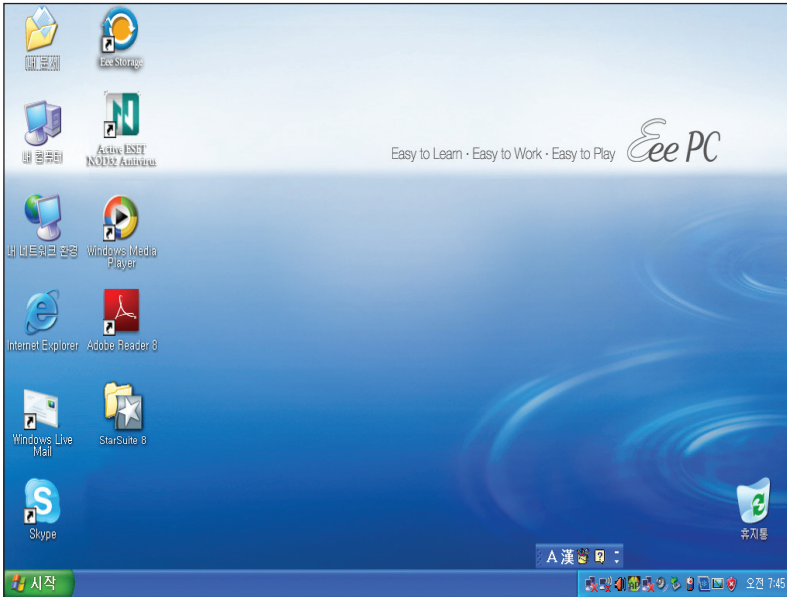 내 문서
Eee Storage
내 컴퓨터
Active ESET
NOD32 Antivirus
Easy to Learn · Easy to Work · Easy to Play Eee PC
내 네트워크 환경
Windows Media
Player
Internet Explorer
Adobe Reader 8
Windows Live
Mail
StarSuite 8
Skype
휴지통
A 漢
시작
오전 7:45